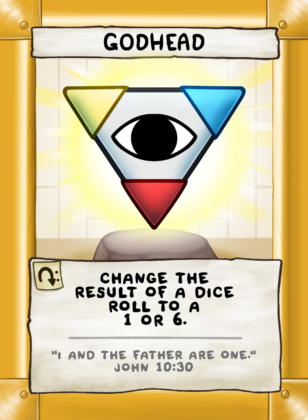 GODHEAD
CHANGE THE
RESULT OF A DICE
ROLL TO A
1 OR 6.
"I AND THE FATHER ARE ONE."
JOHN 10:30